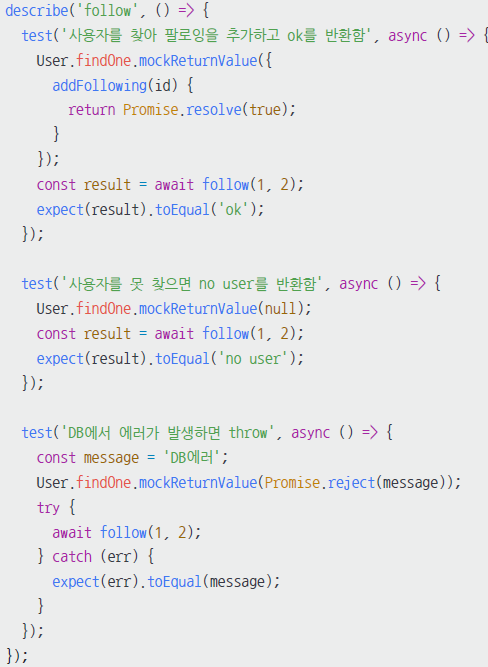 describe('follow', () => {
  test('사용자를 찾아 팔로잉을 추가하고 ok를 반환함', async () => {
    User.findOne.mockReturnValue({
      addFollowing(id) {
        return Promise.resolve(true);
      }
    });
    const result = await follow(1, 2);
    expect(result).toEqual('ok');
  });

  test('사용자를 못 찾으면 no user를 반환함', async () => {
    User.findOne.mockReturnValue(null);
    const result = await follow(1, 2);
    expect(result).toEqual('no user');
  });

  test('DB에서 에러가 발생하면 throw', async () => {
    const message = 'DB에러';
    User.findOne.mockReturnValue(Promise.reject(message));
    try {
      await follow(1, 2);
    } catch (err) {
      expect(err).toEqual(message);
    }
  });
});